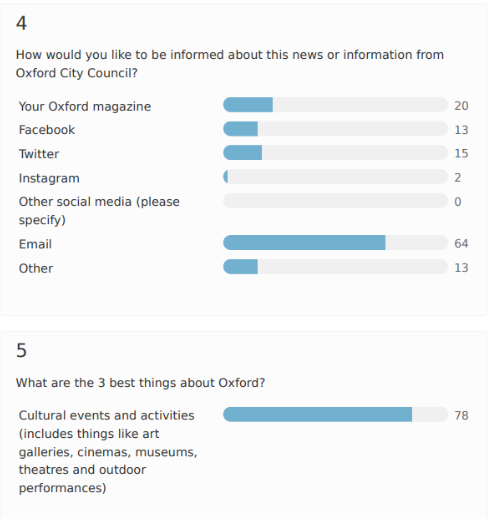 4
How would you like to be informed about this news or information from
Oxford City Council?
Your Oxford magazine 20
Facebook 13
Twitter 15
Instagram 2
Other social media (please 0
specify)
Email 64
Other 13
5
What are the 3 best things about Oxford?
Cultural events and activities 78
(includes things like art
galleries, cinemas, museums,
theatres and outdoor
performances)